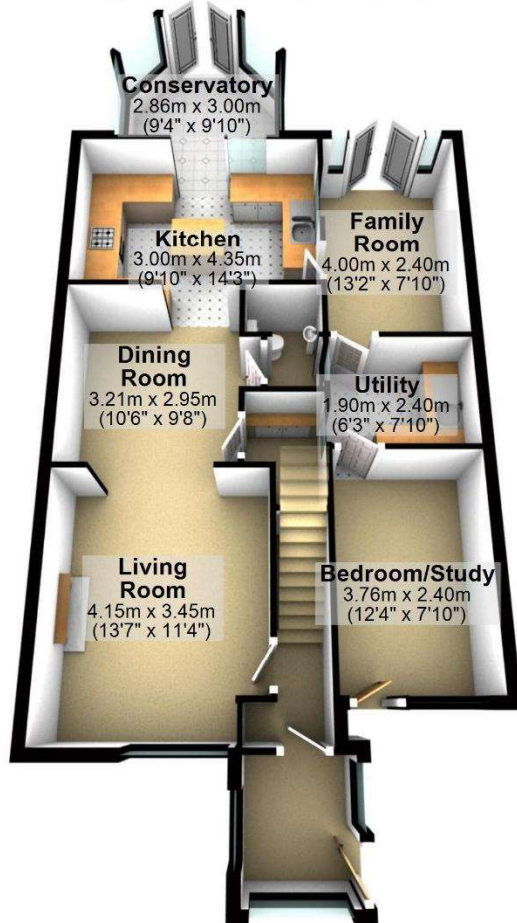 Conservatory
2.86m x 3.00m
(9'4" x 9'10")
Kitchen
3.00m x 4.35m
(9'10" x 14'3")
Family
Room
4.00m x 2.40m
(13'2" x 7'10")
Dining
Room
3.21m x 2.95m
(10'6" x 9'8")
Utility
1.90m x 2.40m
(6'3" x 7'10")
Living
Room
4.15m x 3.45m
(13'7" x 11'4")
Bedroom/Study
3.76m x 2.40m
(12'4" x 7'10")